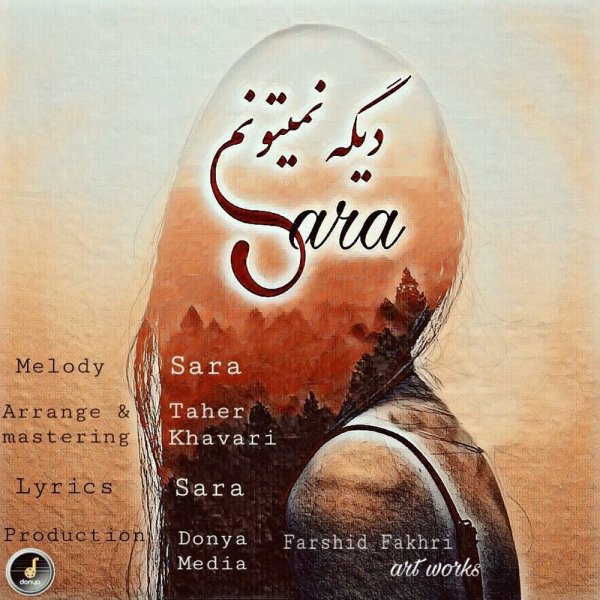 دیگه نمیتونم
Sara
Melody Sara
Arrange & Taher
mastering Khavari
Lyrics Sara
Production Donya
Media
Farshid Fakhri
art works
donya